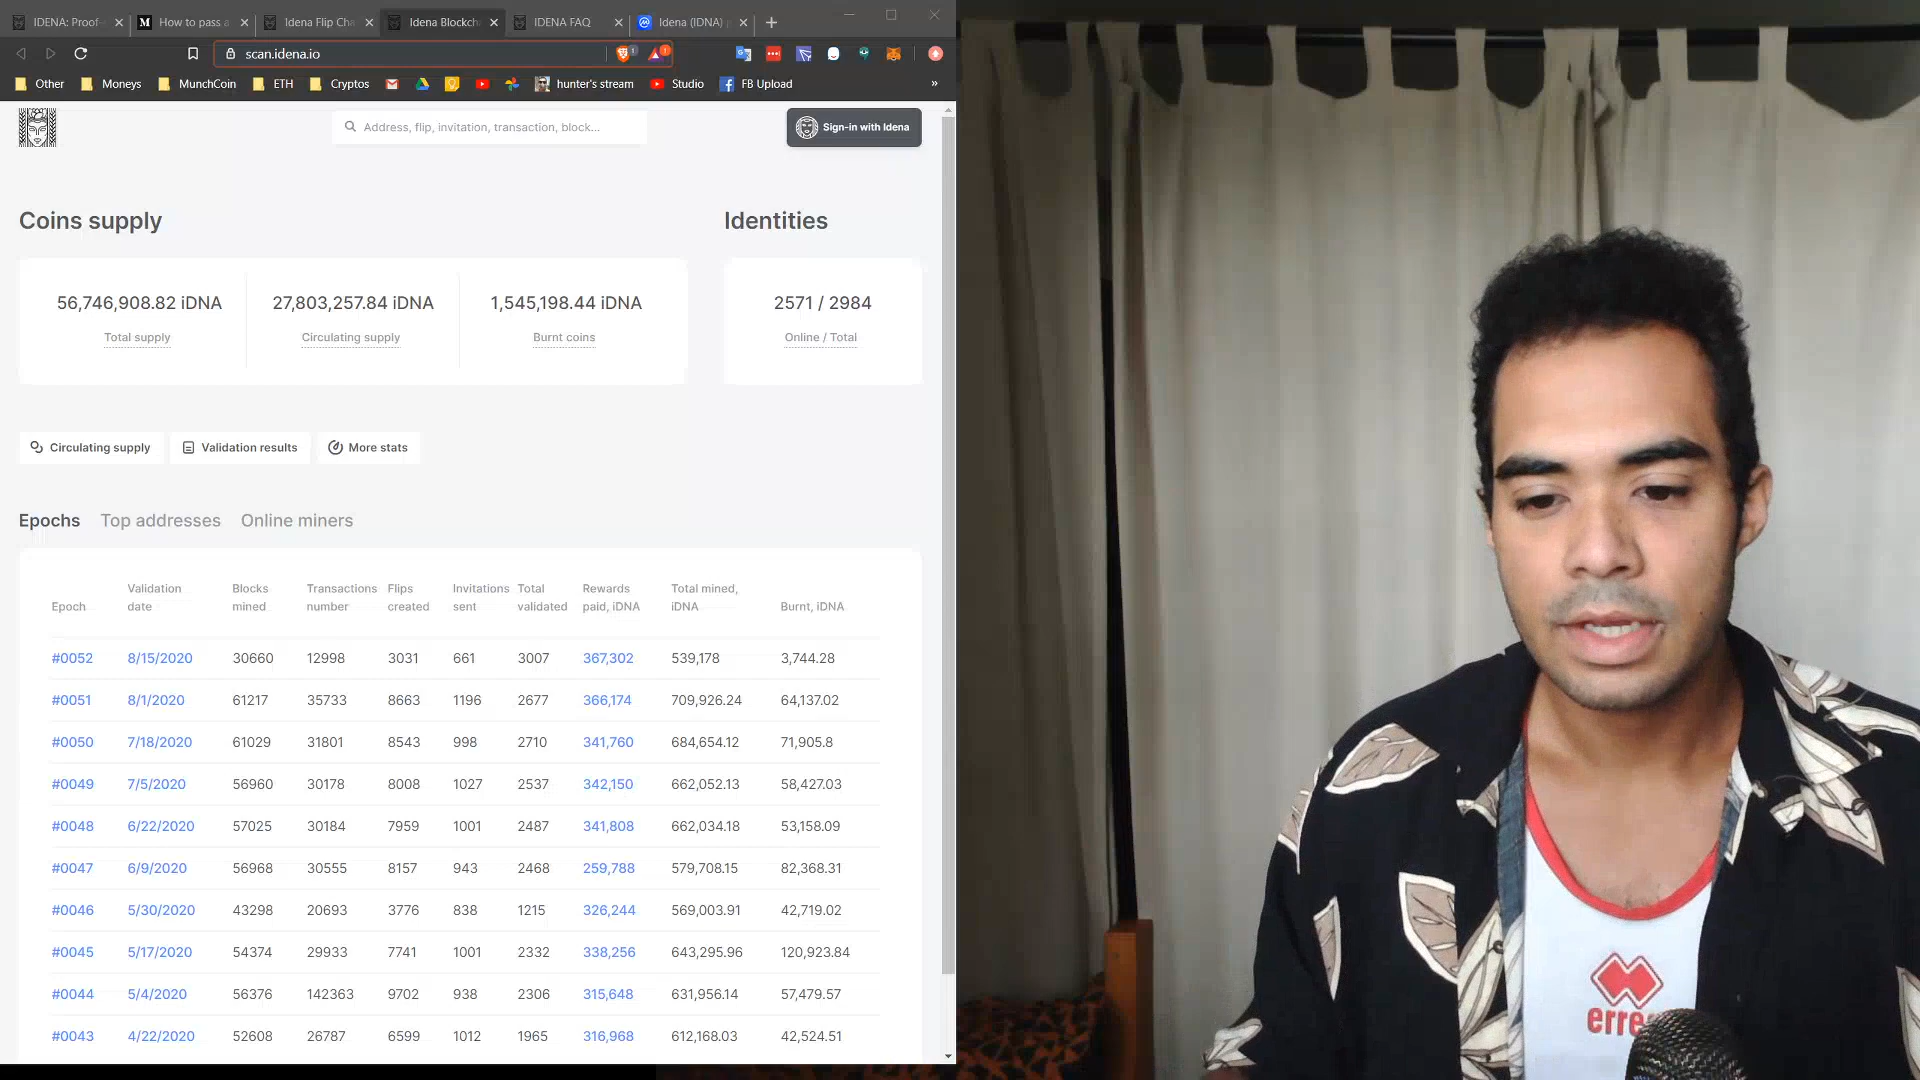 IDENA: Proof-
How to pass a
Idena Flip Cha
Idena Blockcha
IDENA FAQ
Idena (IDNA)
scan.idena.io
Other
Moneys
MunchCoin
ETH
Cryptos
hunter's stream
Studio
FB Upload
»
Address, flip, invitation, transaction, block...
Sign-in with Idena
Coins supply
Identities
56,746,908.82 iDNA 27,803,257.84 iDNA 1,545,198.44 iDNA 2571 / 2984
Total supply Circulating supply Burnt coins Online / Total
Circulating supply Validation results More stats
Epochs Top addresses Online miners
Epoch Validation date Blocks mined Transactions number Flips created Invitations sent Total validated Rewards paid, iDNA Total mined, iDNA Burnt, iDNA
#0052 8/15/2020 30660 12998 3031 661 3007 367,302 539,178 3,744.28
#0051 8/1/2020 61217 35733 8663 1196 2677 366,174 709,926.24 64,137.02
#0050 7/18/2020 61029 31801 8543 998 2710 341,760 684,654.12 71,905.8
#0049 7/5/2020 56960 30178 8008 1027 2537 342,150 662,052.13 58,427.03
#0048 6/22/2020 57025 30184 7959 1001 2487 341,808 662,034.18 53,158.09
#0047 6/9/2020 56968 30555 8157 943 2468 259,788 579,708.15 82,368.31
#0046 5/30/2020 43298 20693 3776 838 1215 326,244 569,003.91 42,719.02
#0045 5/17/2020 54374 29933 7741 1001 2332 338,256 643,295.96 120,923.84
#0044 5/4/2020 56376 142363 9702 938 2306 315,648 631,956.14 57,479.57
#0043 4/22/2020 52608 26787 6599 1012 1965 316,968 612,168.03 42,524.51
erre